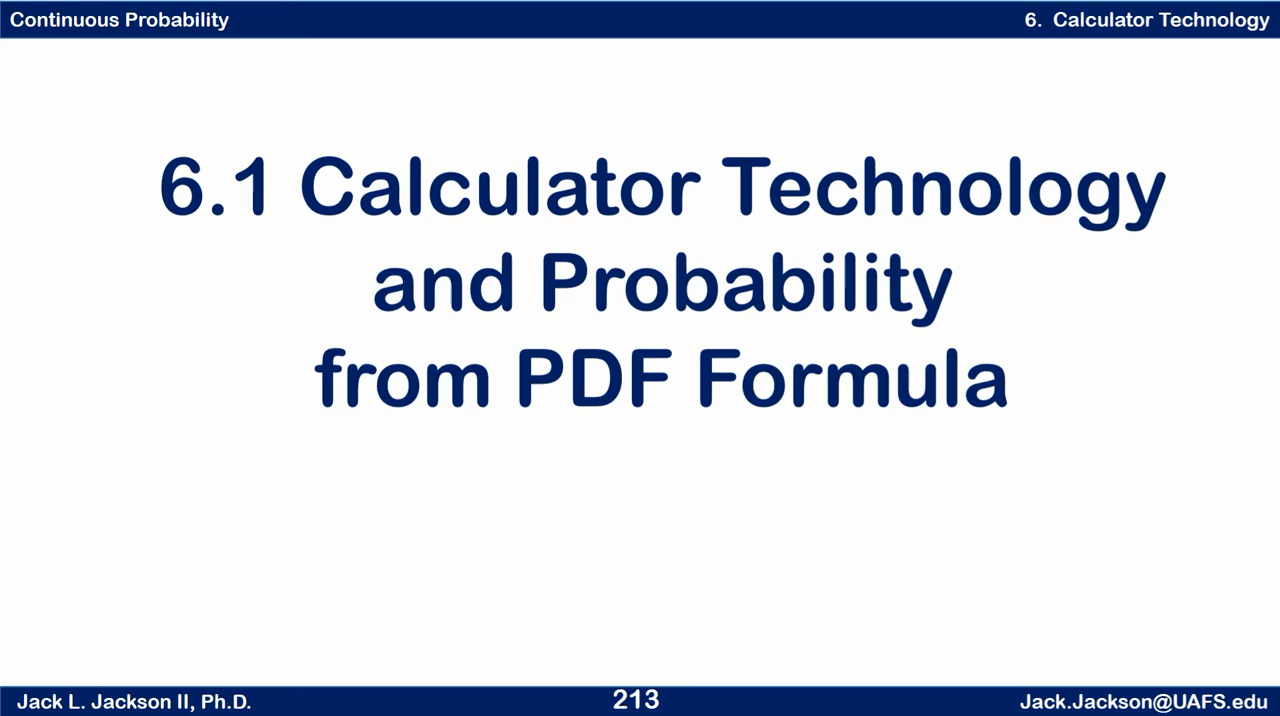 Continuous Probability
6. Calculator Technology
6.1 Calculator Technology
and Probability
from PDF Formula
Jack L. Jackson II, Ph.D.
213
Jack.Jackson@UAFS.edu